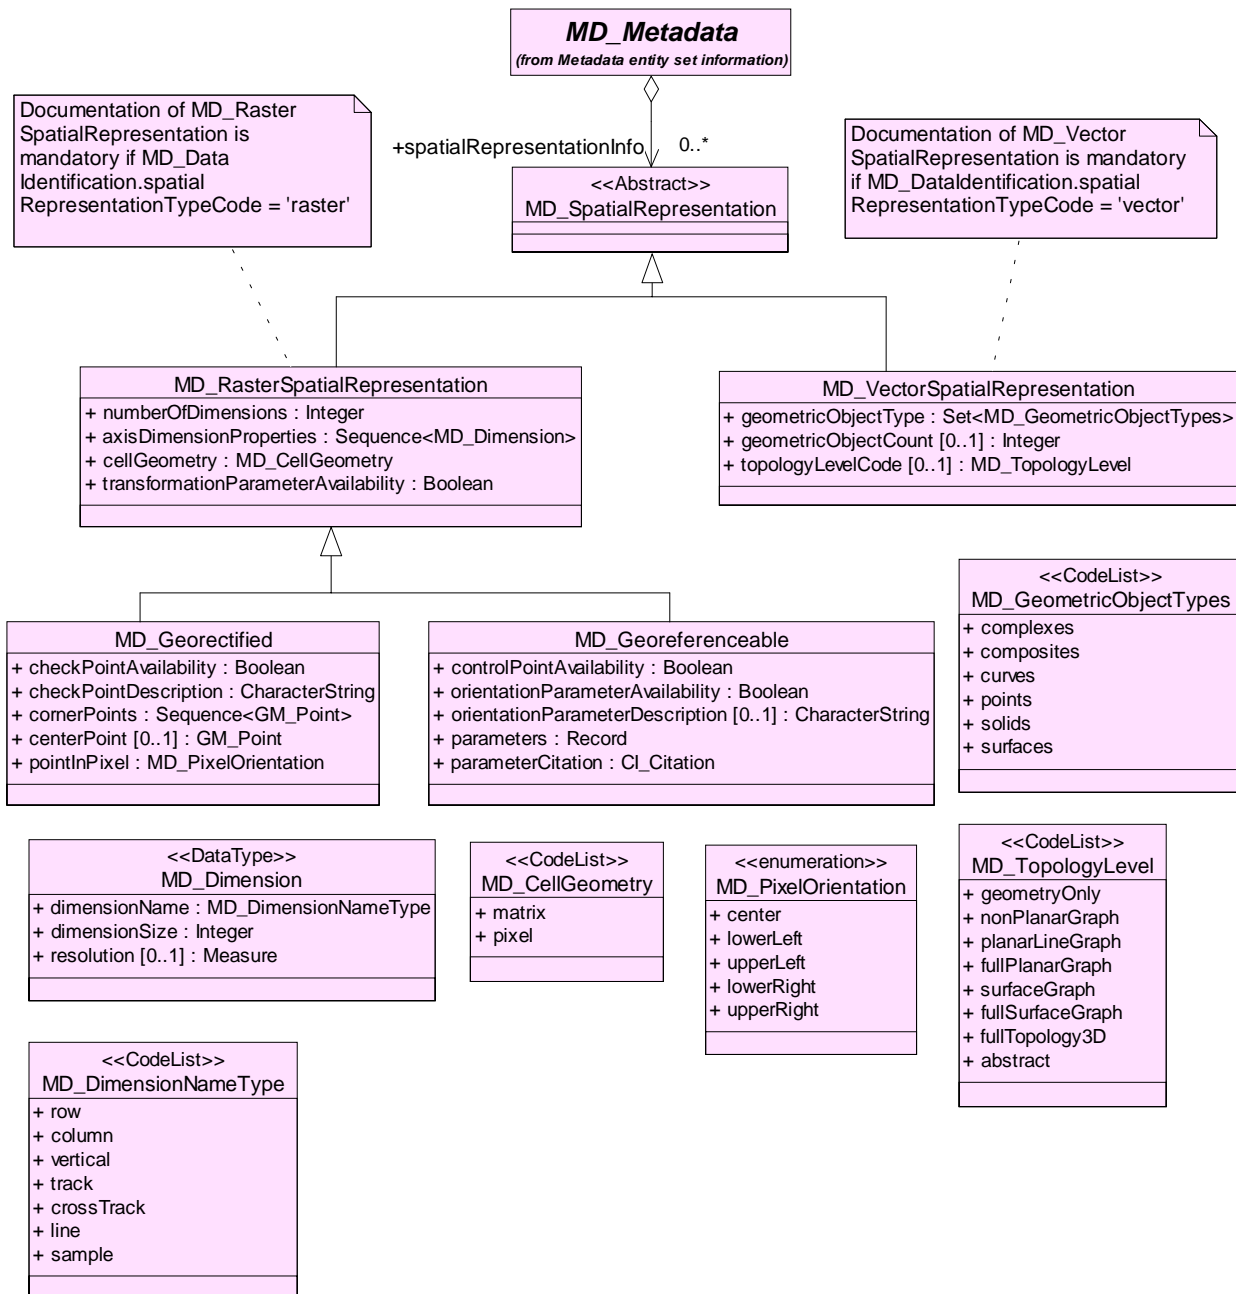 MD_Metadata
(from Metadata entity set information)
Documentation of MD_Raster
SpatialRepresentation is
mandatory if MD_Data
Identification.spatial
RepresentationTypeCode = 'raster'
+spatialRepresentationInfo
0..*
Documentation of MD_Vector
SpatialRepresentation is mandatory
if MD_DataIdentification.spatial
RepresentationTypeCode = 'vector'
<<Abstract>>
MD_SpatialRepresentation
MD_RasterSpatialRepresentation
+ numberOfDimensions : Integer
+ axisDimensionProperties : Sequence<MD_Dimension>
+ cellGeometry : MD_CellGeometry
+ transformationParameterAvailability : Boolean
MD_VectorSpatialRepresentation
+ geometricObjectType : Set<MD_GeometricObjectTypes>
+ geometricObjectCount [0..1] : Integer
+ topologyLevelCode [0..1] : MD_TopologyLevel
MD_Georectified
+ checkPointAvailability : Boolean
+ checkPointDescription : CharacterString
+ cornerPoints : Sequence<GM_Point>
+ centerPoint [0..1] : GM_Point
+ pointInPixel : MD_PixelOrientation
MD_Georeferenceable
+ controlPointAvailability : Boolean
+ orientationParameterAvailability : Boolean
+ orientationParameterDescription [0..1] : CharacterString
+ parameters : Record
+ parameterCitation : CI_Citation
<<CodeList>>
MD_GeometricObjectTypes
+ complexes
+ composites
+ curves
+ points
+ solids
+ surfaces
<<DataType>>
MD_Dimension
+ dimensionName : MD_DimensionNameType
+ dimensionSize : Integer
+ resolution [0..1] : Measure
<<CodeList>>
MD_CellGeometry
+ matrix
+ pixel
<<enumeration>>
MD_PixelOrientation
+ center
+ lowerLeft
+ upperLeft
+ lowerRight
+ upperRight
<<CodeList>>
MD_TopologyLevel
+ geometryOnly
+ nonPlanarGraph
+ planarLineGraph
+ fullPlanarGraph
+ surfaceGraph
+ fullSurfaceGraph
+ fullTopology3D
+ abstract
<<CodeList>>
MD_DimensionNameType
+ row
+ column
+ vertical
+ track
+ crossTrack
+ line
+ sample